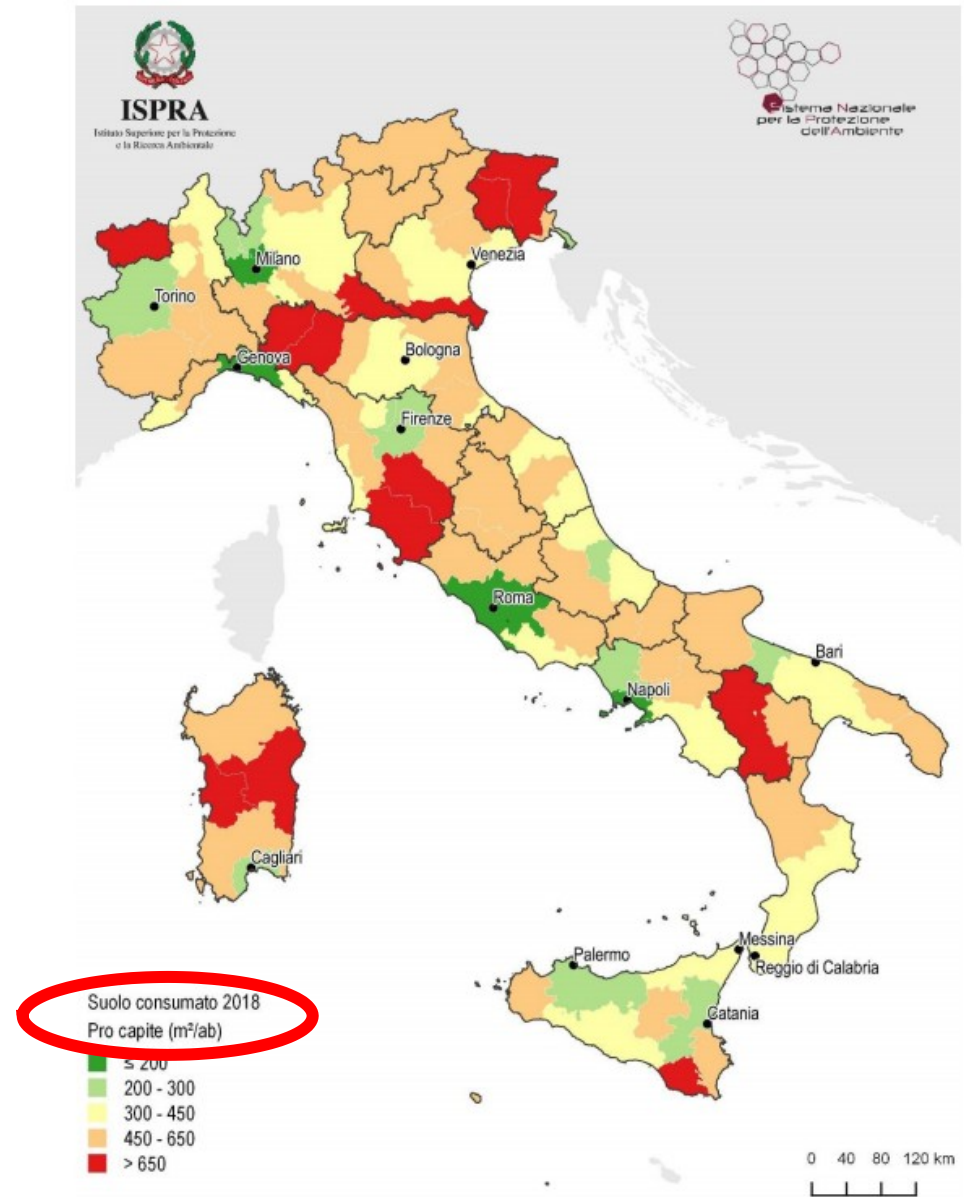 ISPRA
Istituto Superiore per la Protezione
e la Ricerca Ambientale
Sistema Nazionale
per la Protezione
dell'Ambiente
Milano
Venezia
Torino
Genova
Bologna
Firenze
Roma
Bari
Napoli
Cagliari
Messina
Palermo
Reggio di Calabria
Catania
Suolo consumato 2018
Pro capite (m²/ab)
≤ 200
200 - 300
300 - 450
450 - 650
> 650
0 40 80 120 km